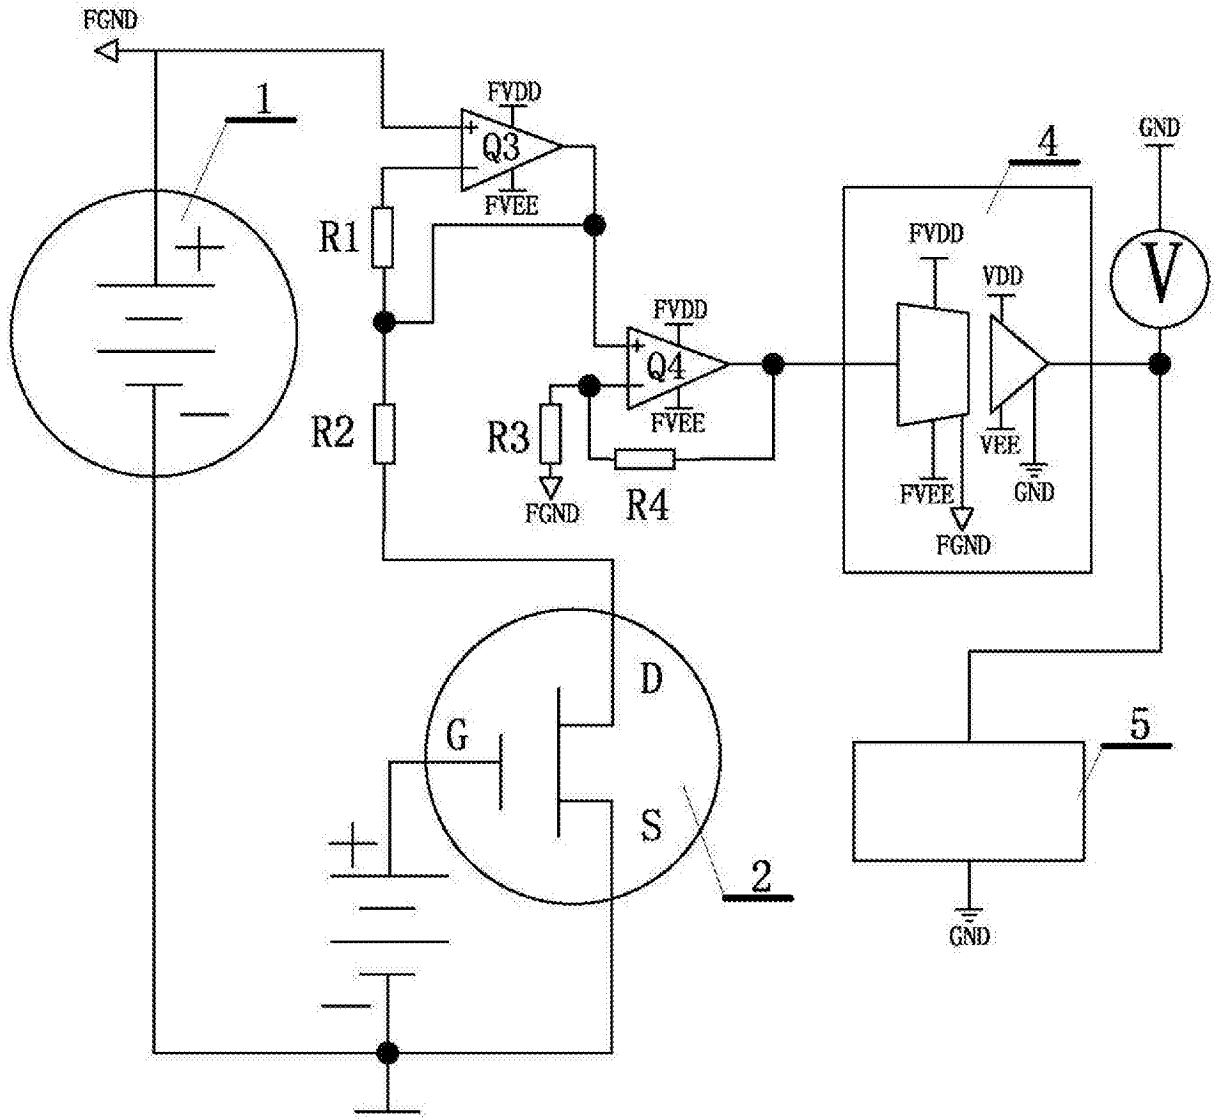 FGND
1
+
−
FVDD
+
Q3
−
FVEE
R1
R2
FVDD
+
Q4
−
FVEE
R3
FGND
R4
4
FVDD
VDD
FVEE
FGND
VEE
GND
GND
V
D
G
S
2
+
−
5
GND